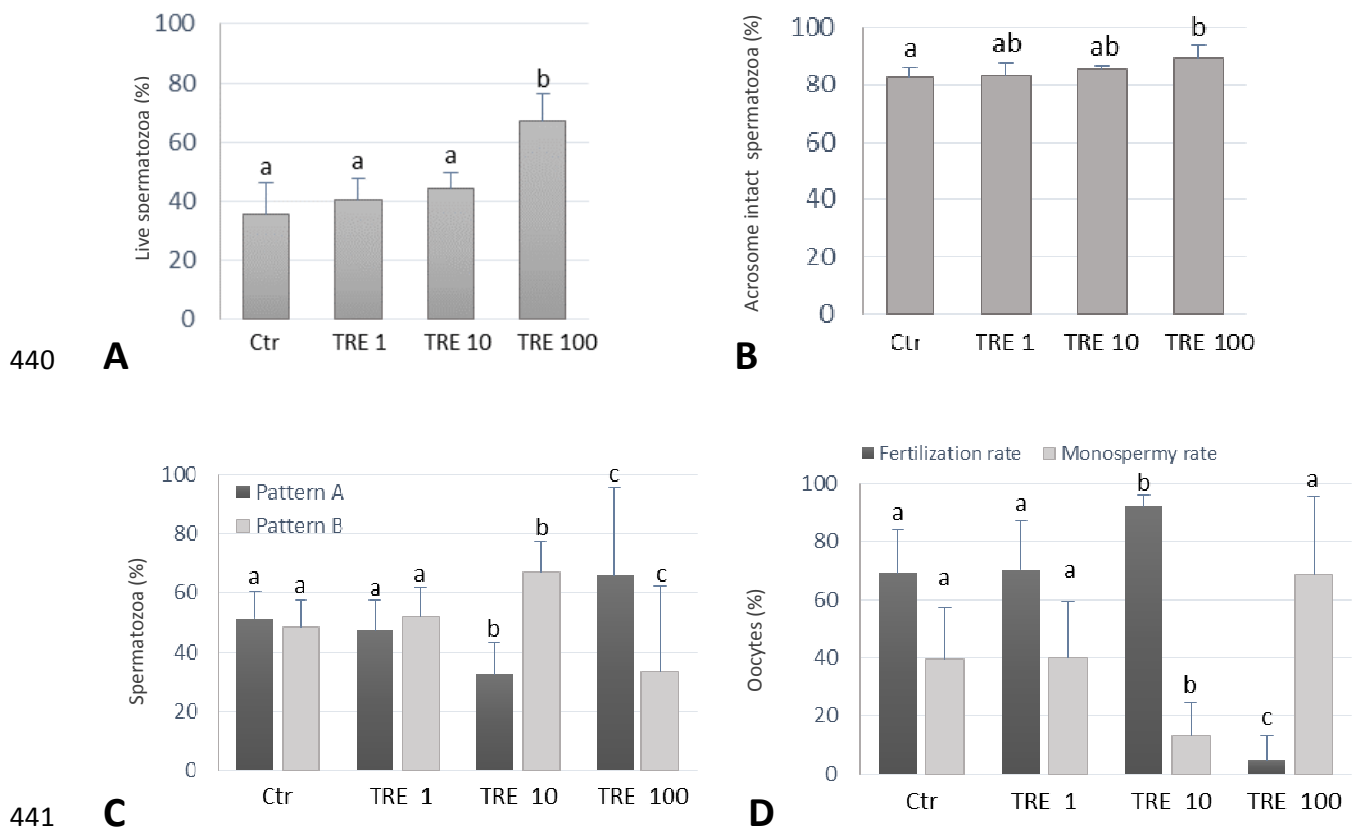 Live spermatozoa (%)
100
80
60
40
20
0
a
a
a
b
Ctr TRE 1 TRE 10 TRE 100
440 A
Acrosome intact spermatozoa (%)
100
80
60
40
20
0
a
ab
ab
b
Ctr TRE 1 TRE 10 TRE 100
B
Spermatozoa (%)
100
80
60
40
20
0
Pattern A
Pattern B
a
a
a
a
b
b
c
c
Ctr TRE 1 TRE 10 TRE 100
441 C
Fertilization rate Monospermy rate
Oocytes (%)
100
80
60
40
20
0
a
a
a
a
b
b
c
a
Ctr TRE 1 TRE 10 TRE 100
D